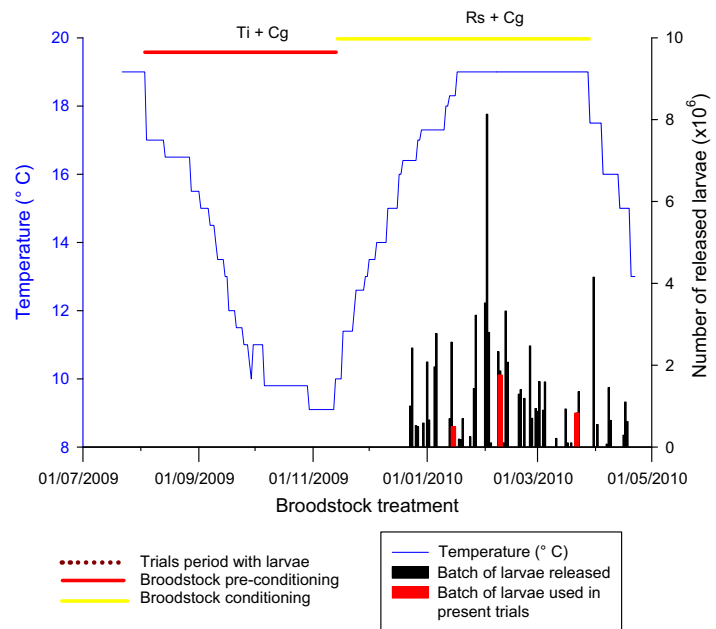 Ti + Cg
Rs + Cg
20
18
16
14
12
10
8
Temperature (° C)
10
8
6
4
2
0
Number of released larvae (x10⁶)
01/07/2009
01/09/2009
01/11/2009
01/01/2010
01/03/2010
01/05/2010
Broodstock treatment
Trials period with larvae
Broodstock pre-conditioning
Broodstock conditioning
Temperature (° C)
Batch of larvae released
Batch of larvae used in
present trials